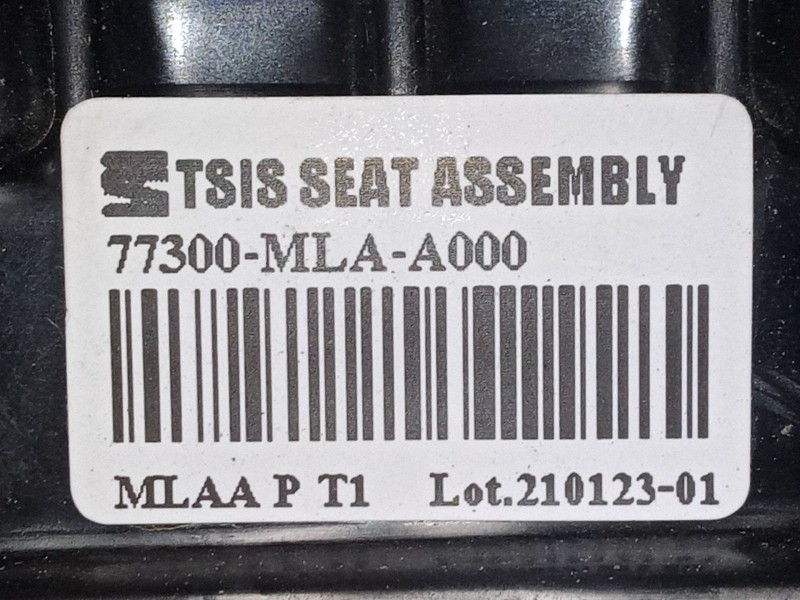 TSIS SEAT ASSEMBLY
77300-MLA-A000
MLAA P T1 Lot.210123-01